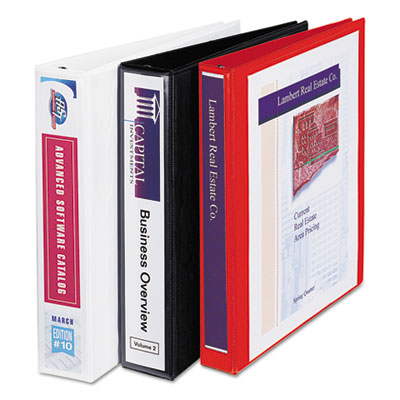 ADVANCED SOFTWARE CATALOG
MARCH
EDITION
#10
CAPITAL
INVESTMENTS
Business Overview
Volume 2
Lambert Real Estate Co.
Lambert Real Estate Co.
Current
Real Estate
Area Pricing
Spring Quarter